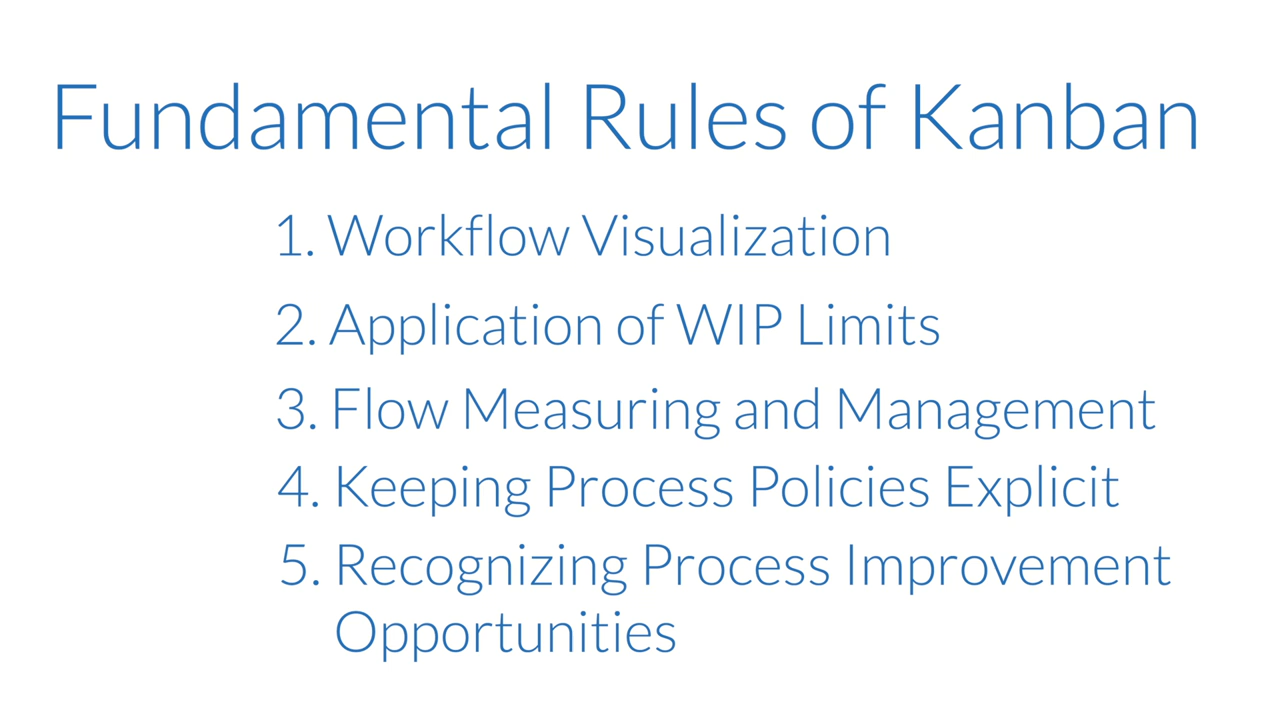 Fundamental Rules of Kanban
1. Workflow Visualization
2. Application of WIP Limits
3. Flow Measuring and Management
4. Keeping Process Policies Explicit
5. Recognizing Process Improvement
Opportunities